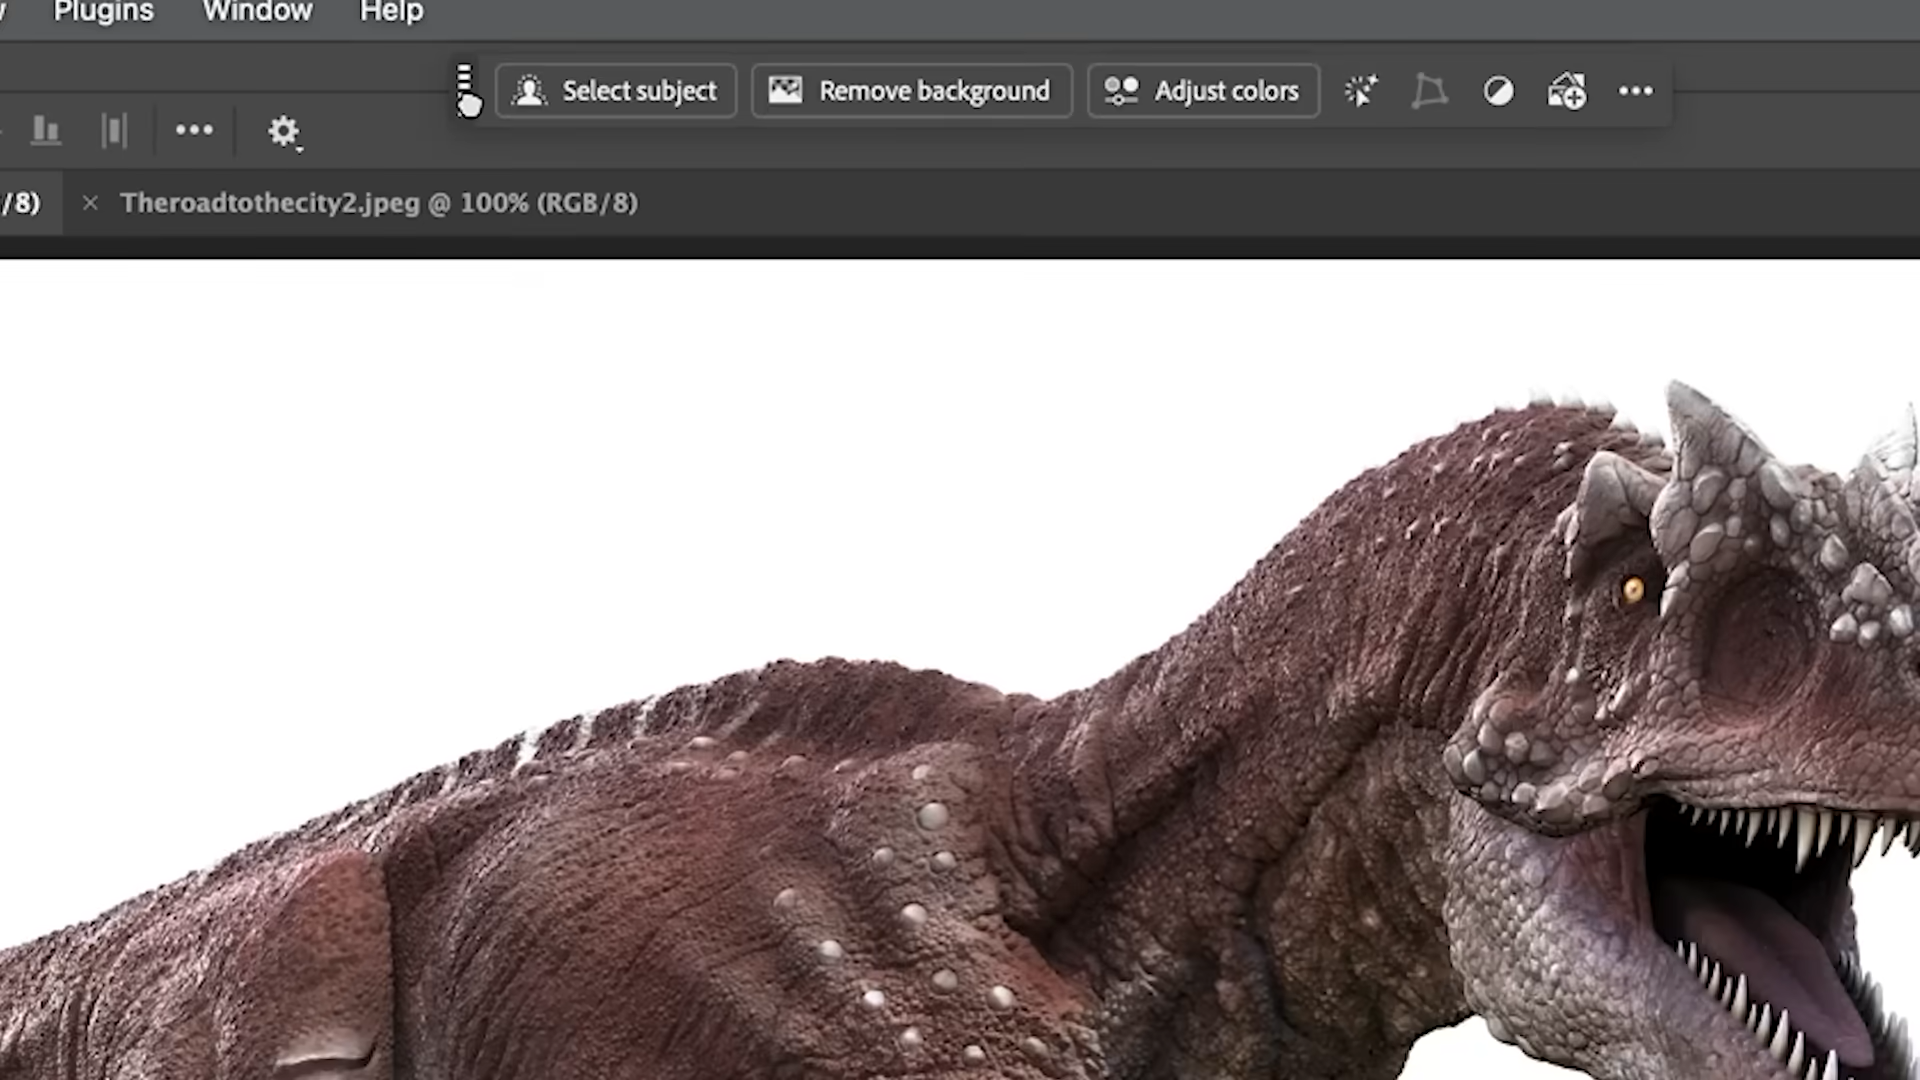 Plugins Window Help
Select subject Remove background Adjust colors
/8) × Theroadtothecity2.jpeg @ 100% (RGB/8)